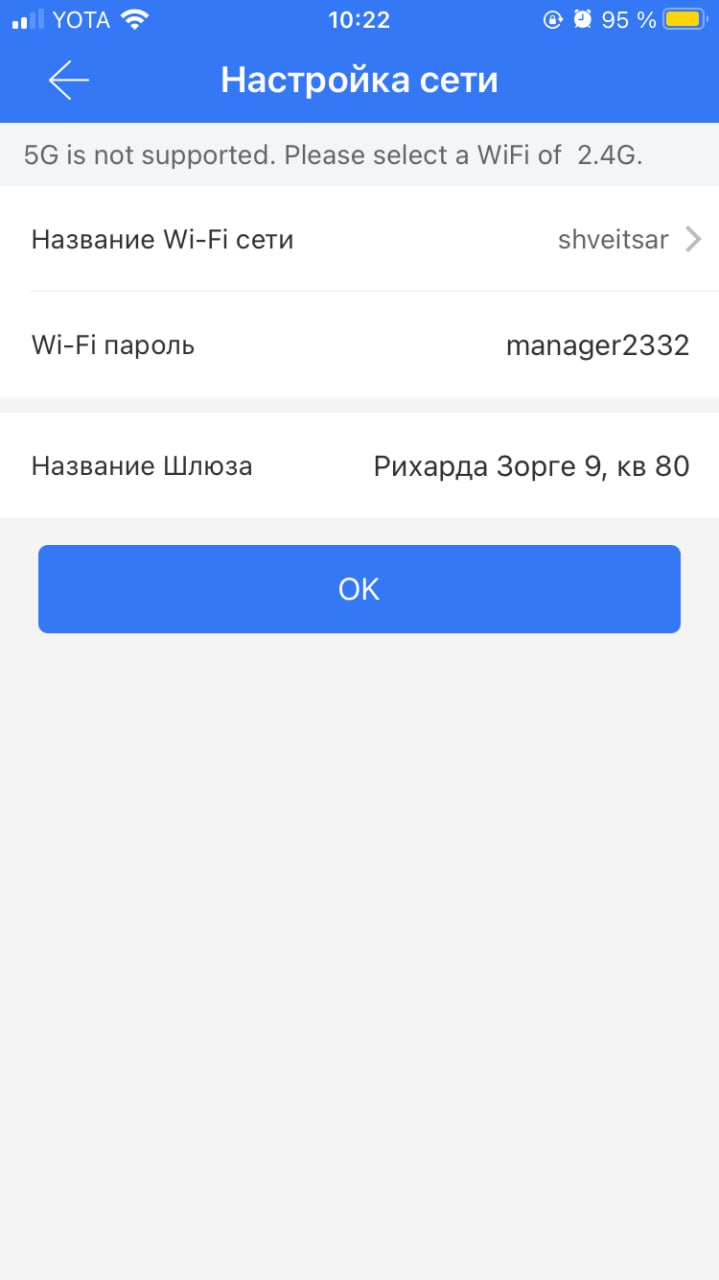 YOTA 10:22 95 %
Настройка сети
5G is not supported. Please select a WiFi of 2.4G.
Название Wi-Fi сети shveitsar
Wi-Fi пароль manager2332
Название Шлюза Рихарда Зорге 9, кв 80
OK